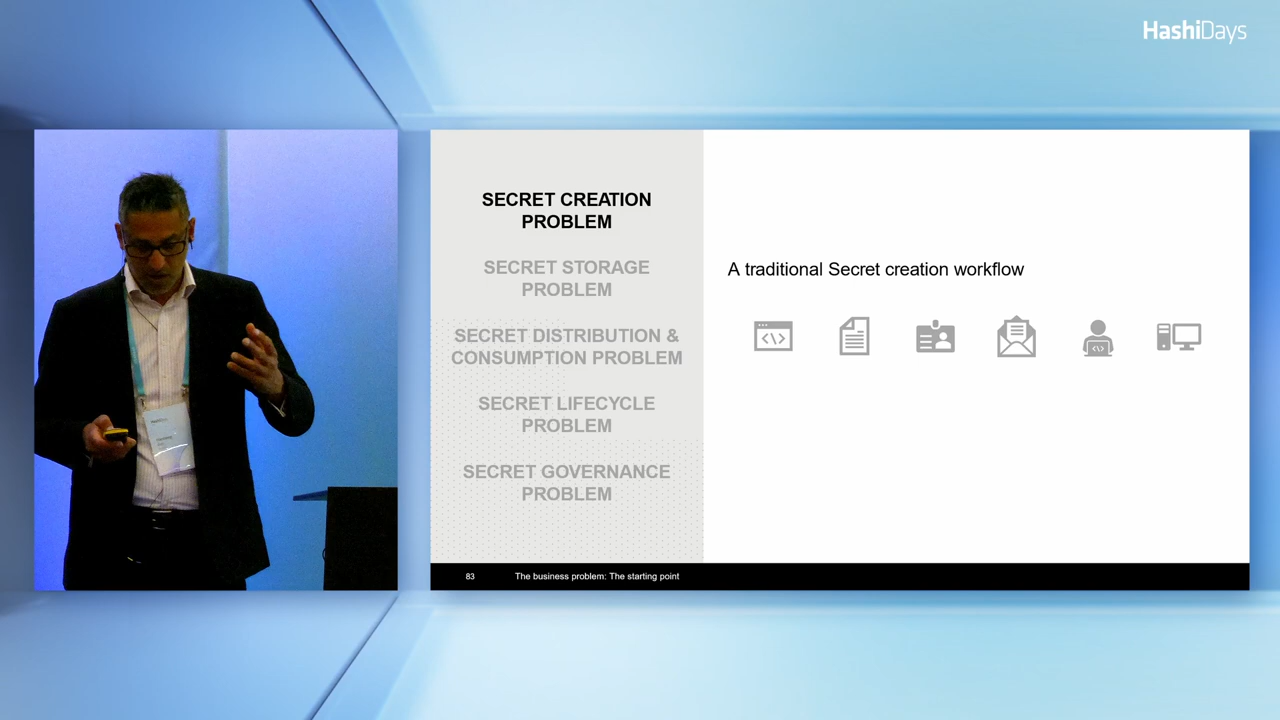 HashiDays
SECRET CREATION
PROBLEM
SECRET STORAGE
PROBLEM
SECRET DISTRIBUTION &
CONSUMPTION PROBLEM
SECRET LIFECYCLE
PROBLEM
SECRET GOVERNANCE
PROBLEM
A traditional Secret creation workflow
83
The business problem: The starting point